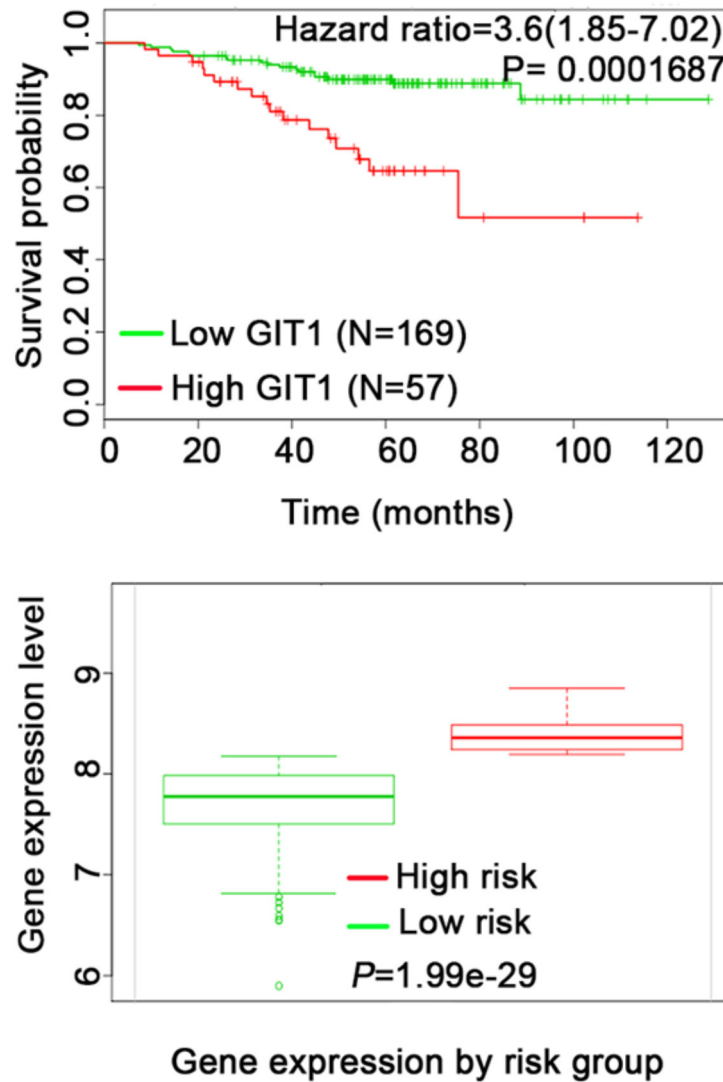 Hazard ratio=3.6(1.85-7.02)
P= 0.0001687
Survival probability
1.0
0.8
0.6
0.4
0.2
0.0
Low GIT1 (N=169)
High GIT1 (N=57)
0 20 40 60 80 100 120
Time (months)
Gene expression level
9
8
7
6
High risk
Low risk
P=1.99e-29
Gene expression by risk group